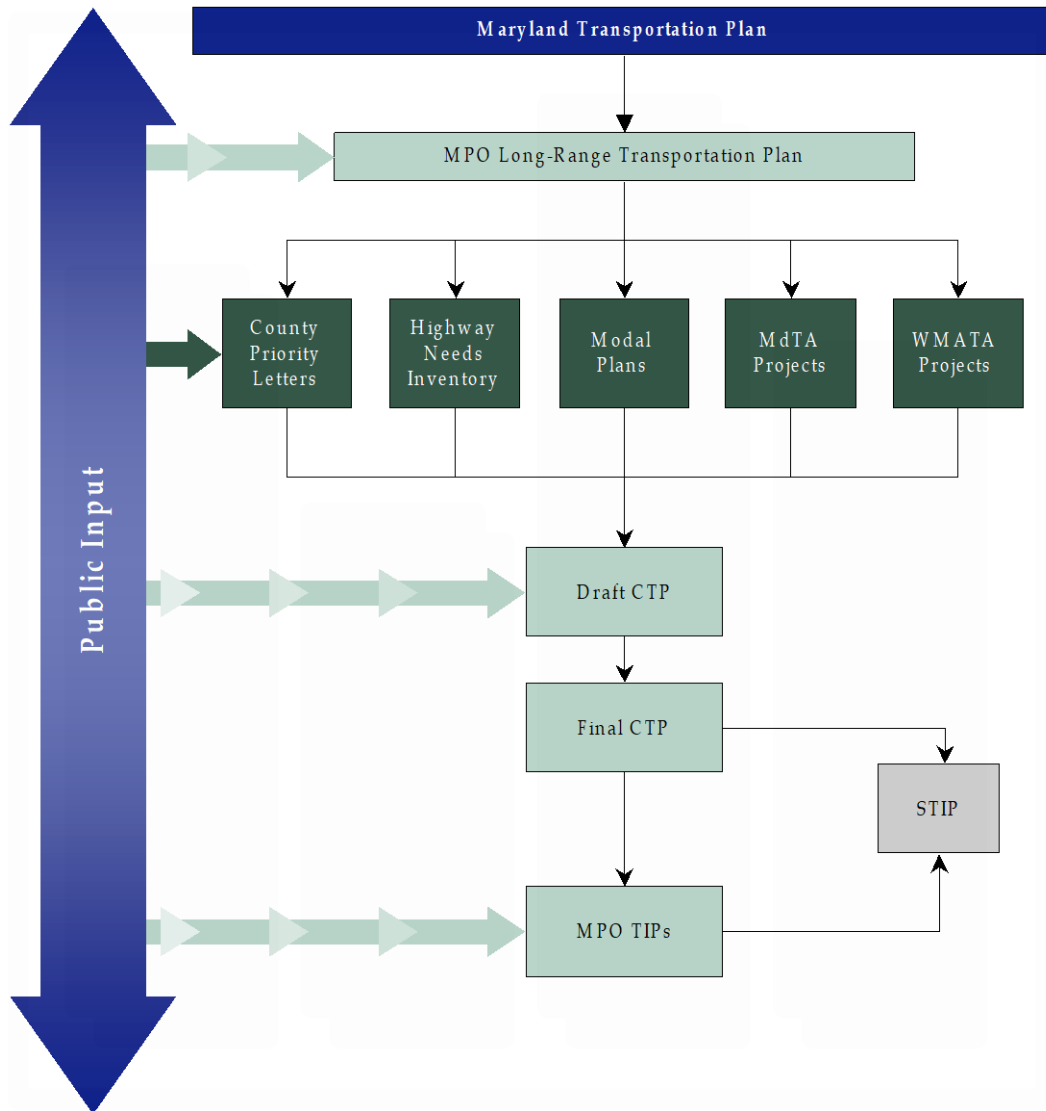 Maryland Transportation Plan
MPO Long-Range Transportation Plan
County
Priority
Letters
Highway
Needs
Inventory
Modal
Plans
MdTA
Projects
WMATA
Projects
Public Input
Draft CTP
Final CTP
STIP
MPO TIPs